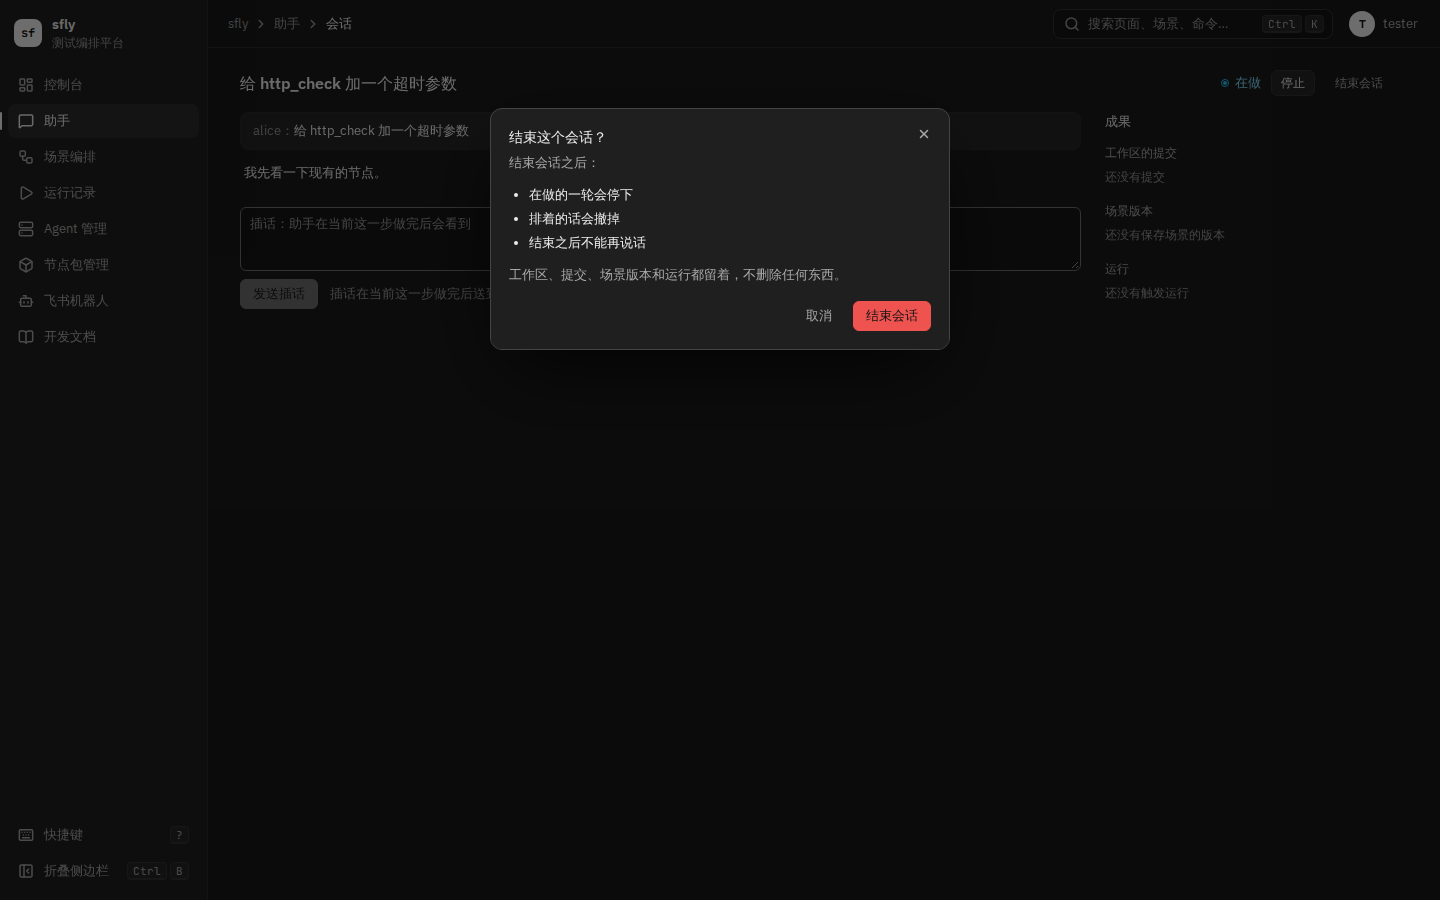 sf
sfly
测试编排平台
控制台
助手
场景编排
运行记录
Agent 管理
节点包管理
飞书机器人
开发文档
快捷键 ?
折叠侧边栏 Ctrl B
sfly > 助手 > 会话
搜索页面、场景、命令... Ctrl K
T tester
给 http_check 加一个超时参数
在做 停止 结束会话
alice：给 http_check 加一个超时参数
我先看一下现有的节点。
插话：助手在当前这一步做完后会看到
发送插话 插话在当前这一步做完后送
结束这个会话？
结束会话之后：
• 在做的一轮会停下
• 排着的话会撤掉
• 结束之后不能再说话
工作区、提交、场景版本和运行都留着，不删除任何东西。
取消 结束会话
成果
工作区的提交
还没有提交
场景版本
还没有保存场景的版本
运行
还没有触发运行